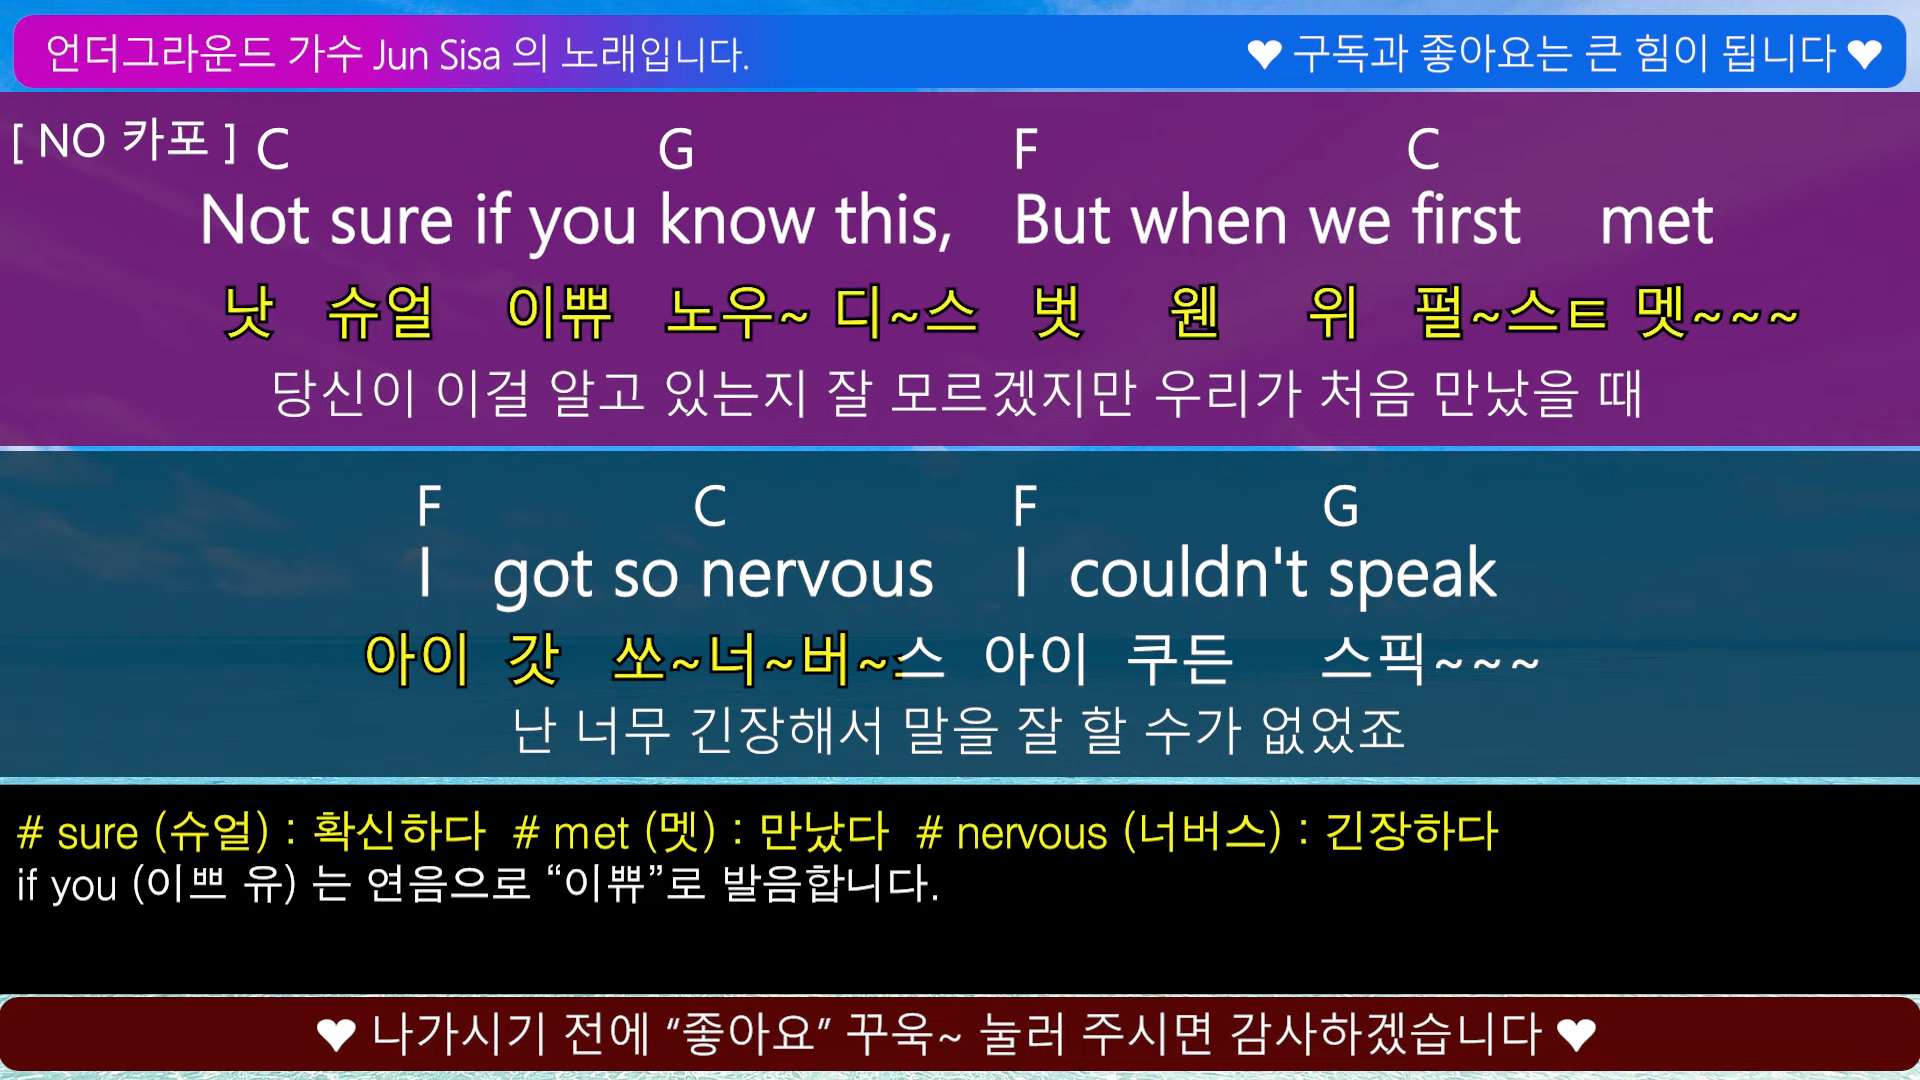 언더그라운드 가수 Jun Sisa 의 노래입니다.
♥ 구독과 좋아요는 큰 힘이 됩니다 ♥
[ NO 카포 ] C G F C
Not sure if you know this, But when we first met
낫 슈얼 이쀼 노우~ 디~스 벗 웬 위 펄~스ㅌ 멧~~~
당신이 이걸 알고 있는지 잘 모르겠지만 우리가 처음 만났을 때
F C F G
I got so nervous I couldn't speak
아이 갓 쏘~너~버~스 아이 쿠든 스픽~~~
난 너무 긴장해서 말을 잘 할 수가 없었죠
# sure (슈얼) : 확신하다 # met (멧) : 만났다 # nervous (너버스) : 긴장하다
if you (이쁘 유) 는 연음으로 “이쀼”로 발음합니다.
♥ 나가시기 전에 “좋아요” 꾸욱~ 눌러 주시면 감사하겠습니다 ♥